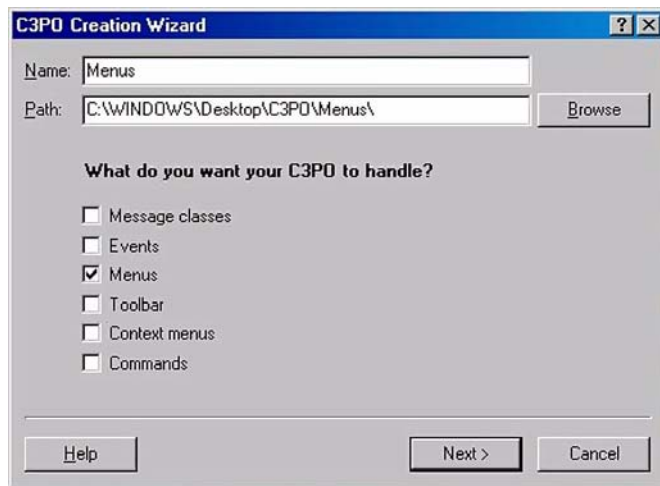 C3PO Creation Wizard
Name: Menus
Path: C:\WINDOWS\Desktop\C3PO\Menus\ Browse
What do you want your C3PO to handle?
Message classes
Events
Menus
Toolbar
Context menus
Commands
Help Next > Cancel